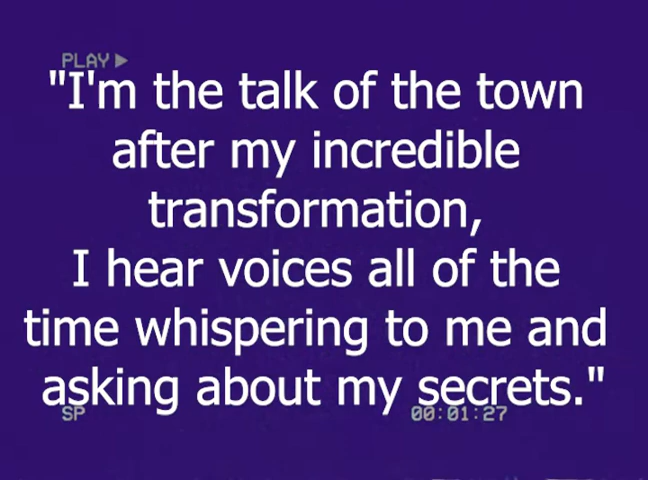 PLAY ▶
"I'm the talk of the town
after my incredible
transformation,
I hear voices all of the
time whispering to me and
asking about my secrets."
SP 00:01:27